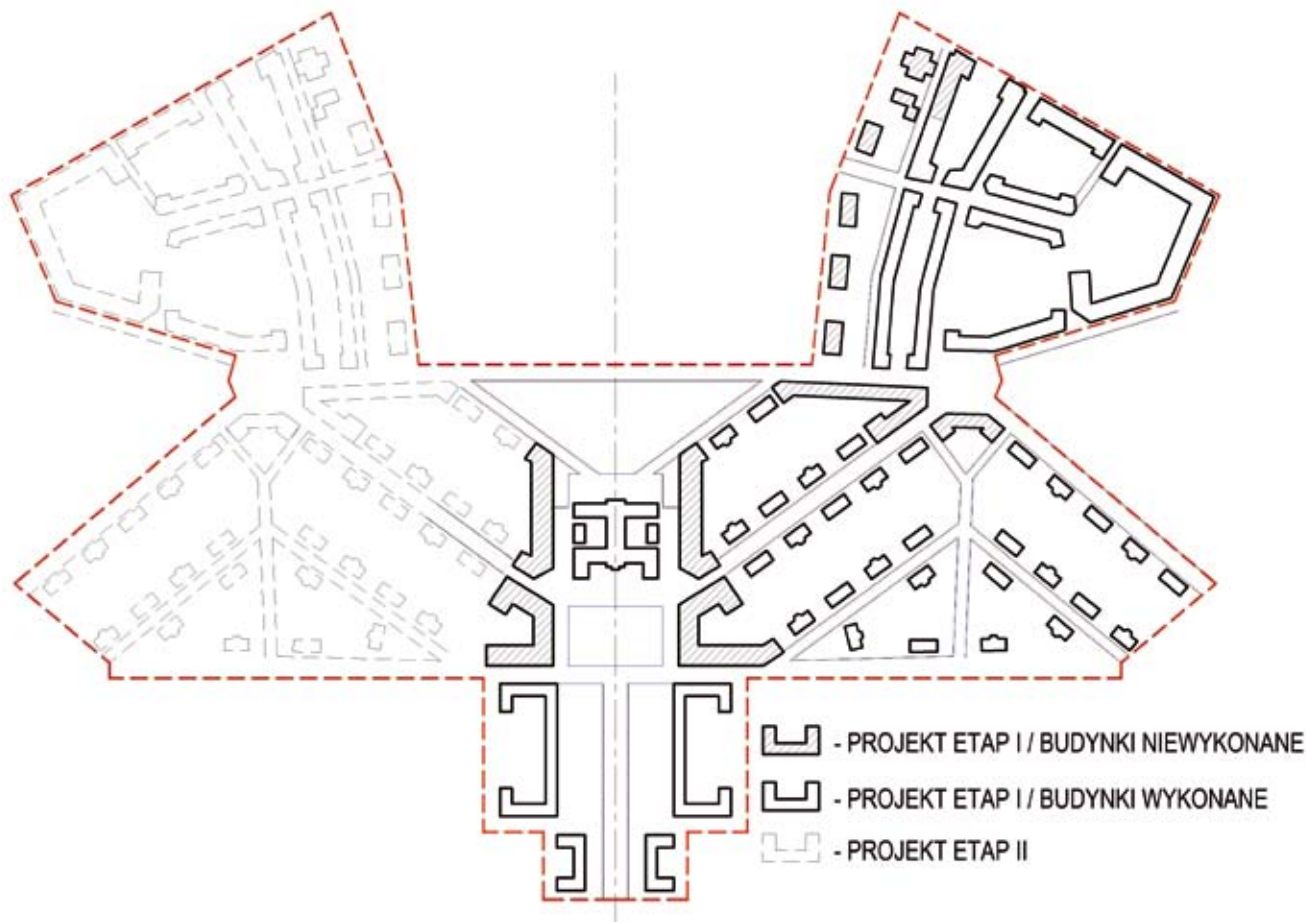 - PROJEKT ETAP I / BUDYNKI NIEWYKONANE
- PROJEKT ETAP I / BUDYNKI WYKONANE
- PROJEKT ETAP II